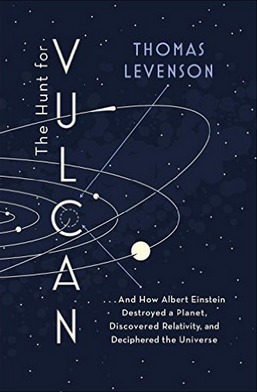 The Hunt for
VULCAN
THOMAS
LEVENSON
...And How Albert Einstein
Destroyed a Planet,
Discovered Relativity, and
Deciphered the Universe